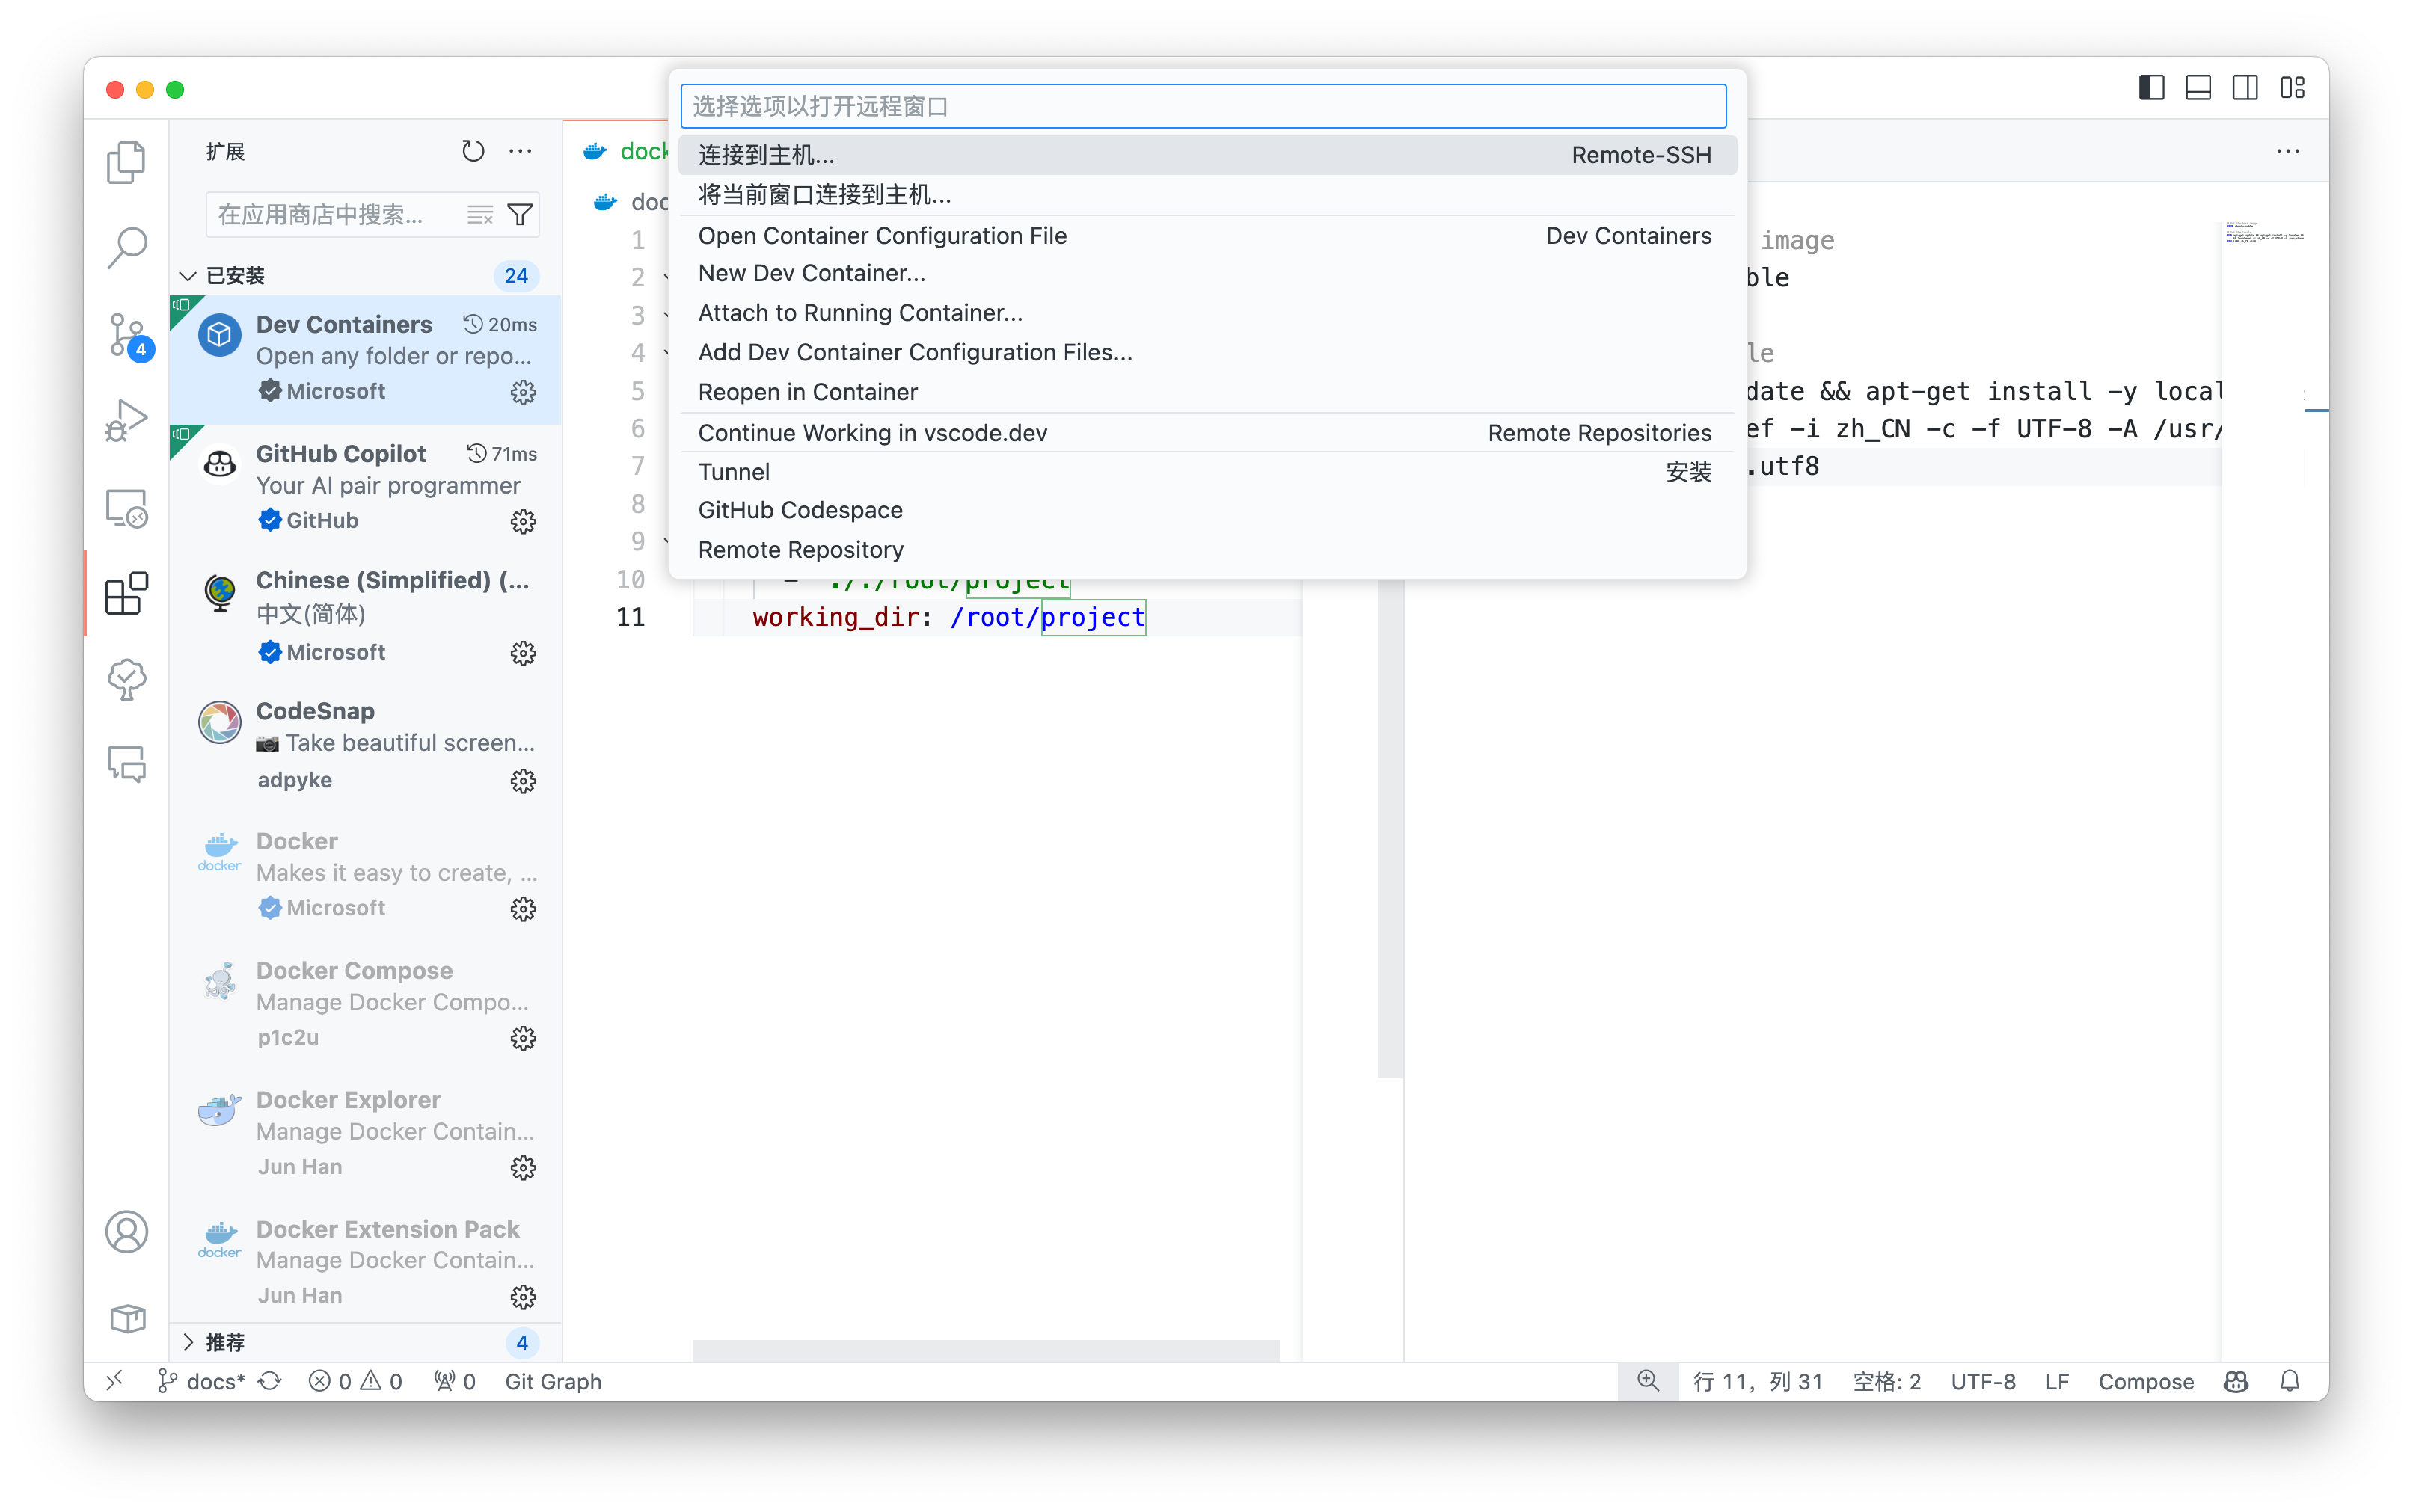 选择选项以打开远程窗口
连接到主机... Remote-SSH
将当前窗口连接到主机...
Open Container Configuration File Dev Containers
New Dev Container...
Attach to Running Container...
Add Dev Container Configuration Files...
Reopen in Container
Continue Working in vscode.dev Remote Repositories
Tunnel 安装
GitHub Codespace
Remote Repository
扩展
在应用商店中搜索...
已安装 24
4
Dev Containers 20ms
Open any folder or repo...
Microsoft
GitHub Copilot 71ms
Your AI pair programmer
GitHub
Chinese (Simplified) (...
中文(简体)
Microsoft
CodeSnap
Take beautiful screen...
adpyke
docker
Docker
Makes it easy to create, ...
Microsoft
Docker Compose
Manage Docker Compo...
p1c2u
Docker Explorer
Manage Docker Contain...
Jun Han
docker
Docker Extension Pack
Manage Docker Contain...
Jun Han
推荐 4
dock
doc
1
2
3
4
5
6
7
8
9
10 - .:/root/project
11 working_dir: /root/project
image
ble
le
date && apt-get install -y local
ef -i zh_CN -c -f UTF-8 -A /usr/
.utf8
docs* 0 0 0 Git Graph 行 11，列 31 空格: 2 UTF-8 LF Compose